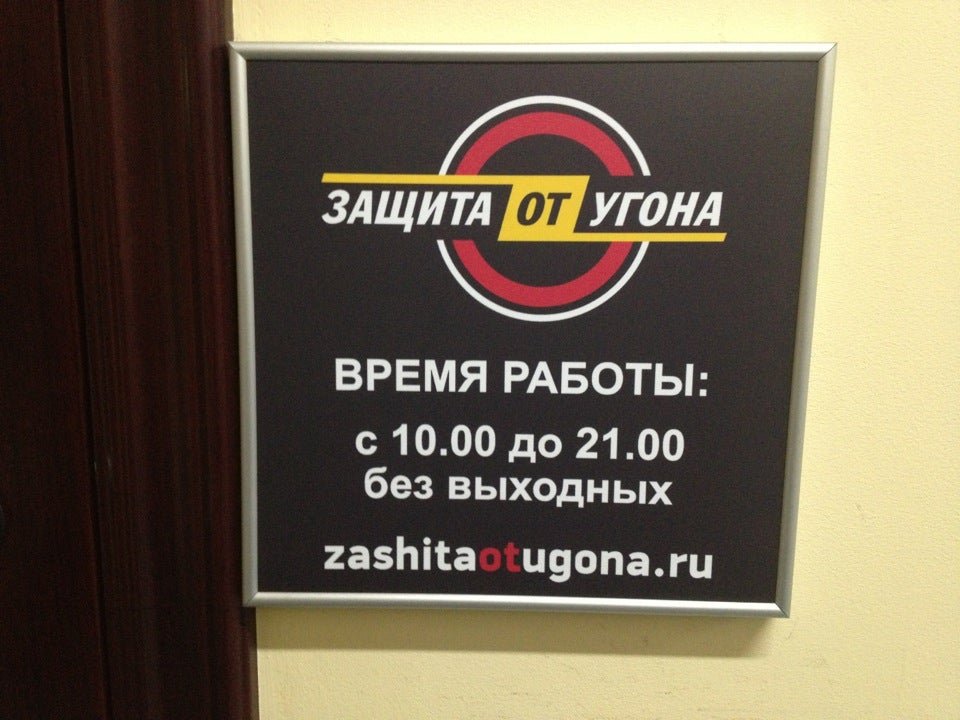 ЗАЩИТА ОТ УГОНА
ВРЕМЯ РАБОТЫ:
с 10.00 до 21.00
без выходных
zashitaotugona.ru